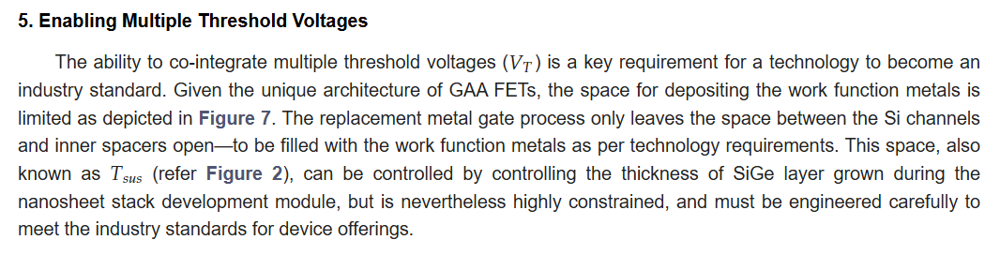 5. Enabling Multiple Threshold Voltages
The ability to co-integrate multiple threshold voltages (V_T) is a key requirement for a technology to become an
industry standard. Given the unique architecture of GAA FETs, the space for depositing the work function metals is
limited as depicted in Figure 7. The replacement metal gate process only leaves the space between the Si channels
and inner spacers open—to be filled with the work function metals as per technology requirements. This space, also
known as T_sus (refer Figure 2), can be controlled by controlling the thickness of SiGe layer grown during the
nanosheet stack development module, but is nevertheless highly constrained, and must be engineered carefully to
meet the industry standards for device offerings.